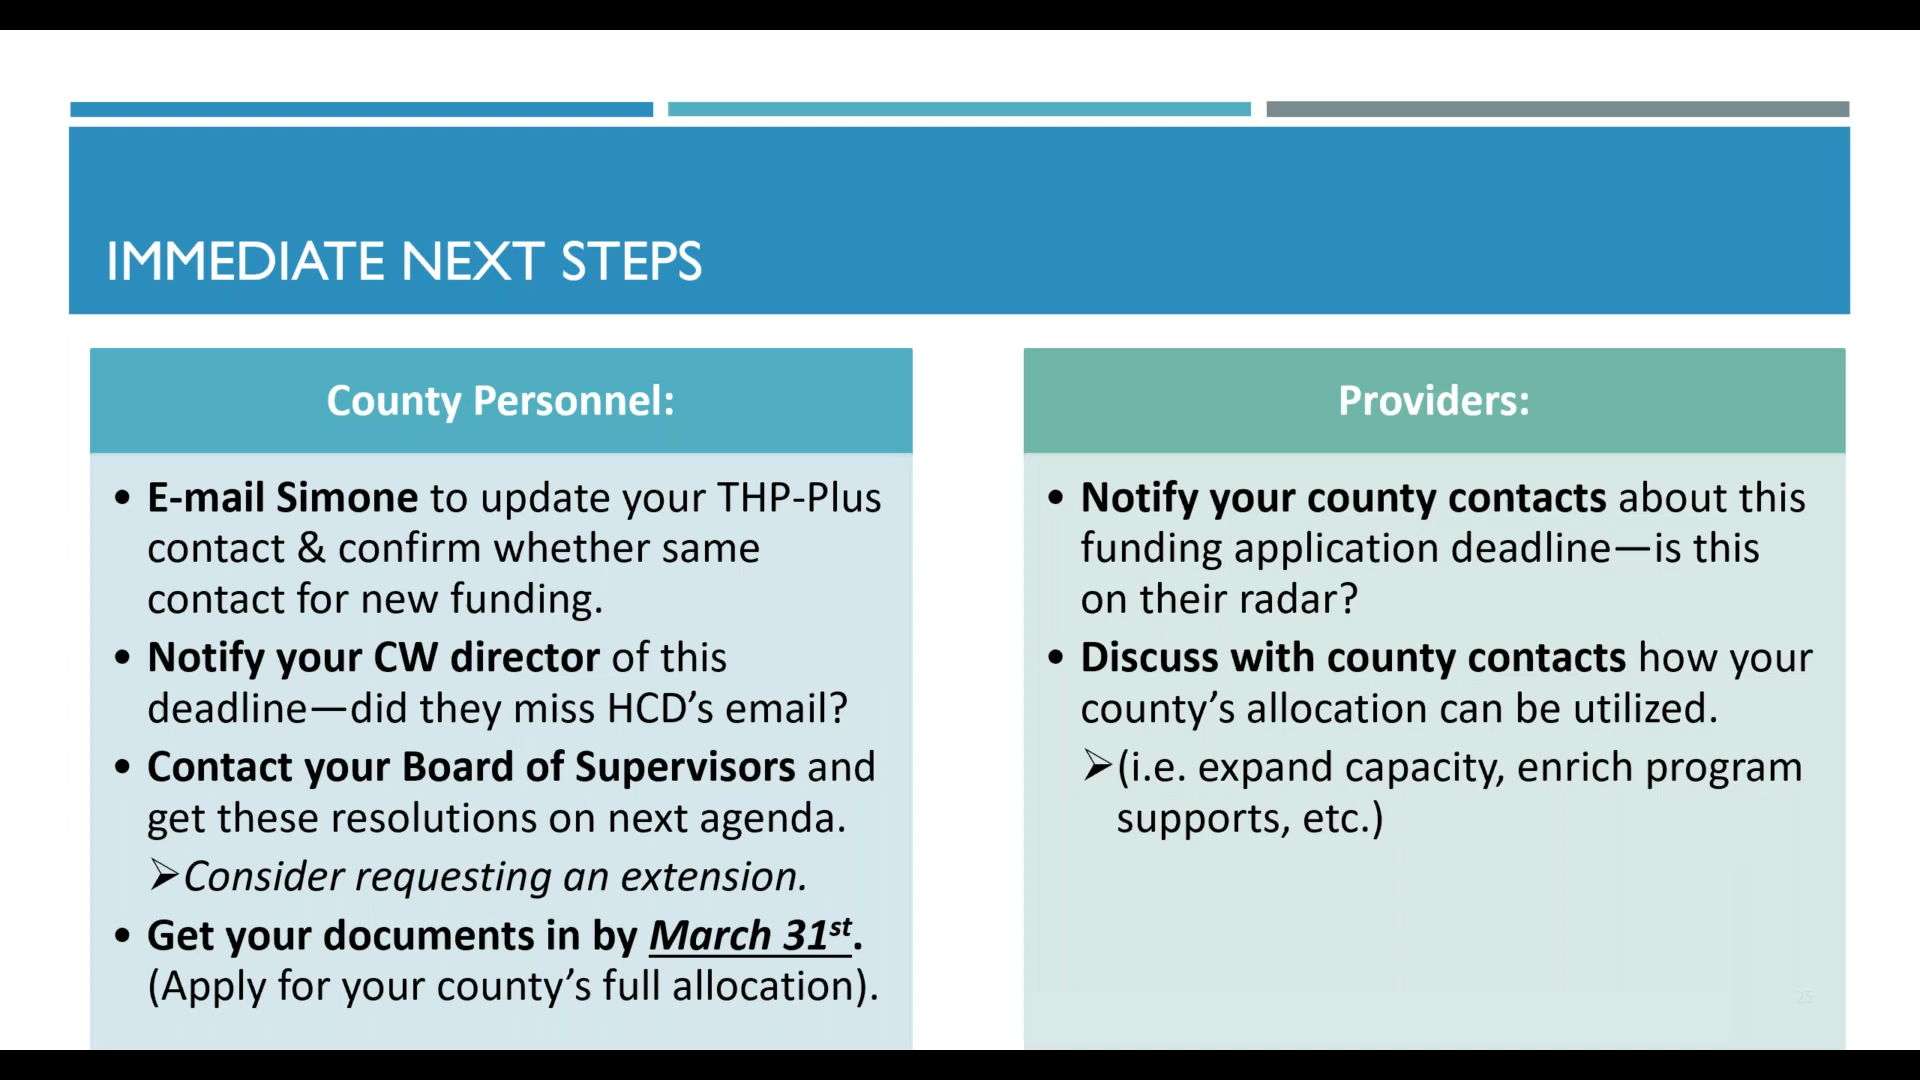 IMMEDIATE NEXT STEPS
County Personnel:
• E-mail Simone to update your THP-Plus
contact & confirm whether same
contact for new funding.
• Notify your CW director of this
deadline—did they miss HCD’s email?
• Contact your Board of Supervisors and
get these resolutions on next agenda.
➢Consider requesting an extension.
• Get your documents in by March 31st.
(Apply for your county’s full allocation).
Providers:
• Notify your county contacts about this
funding application deadline—is this
on their radar?
• Discuss with county contacts how your
county’s allocation can be utilized.
➢(i.e. expand capacity, enrich program
supports, etc.)